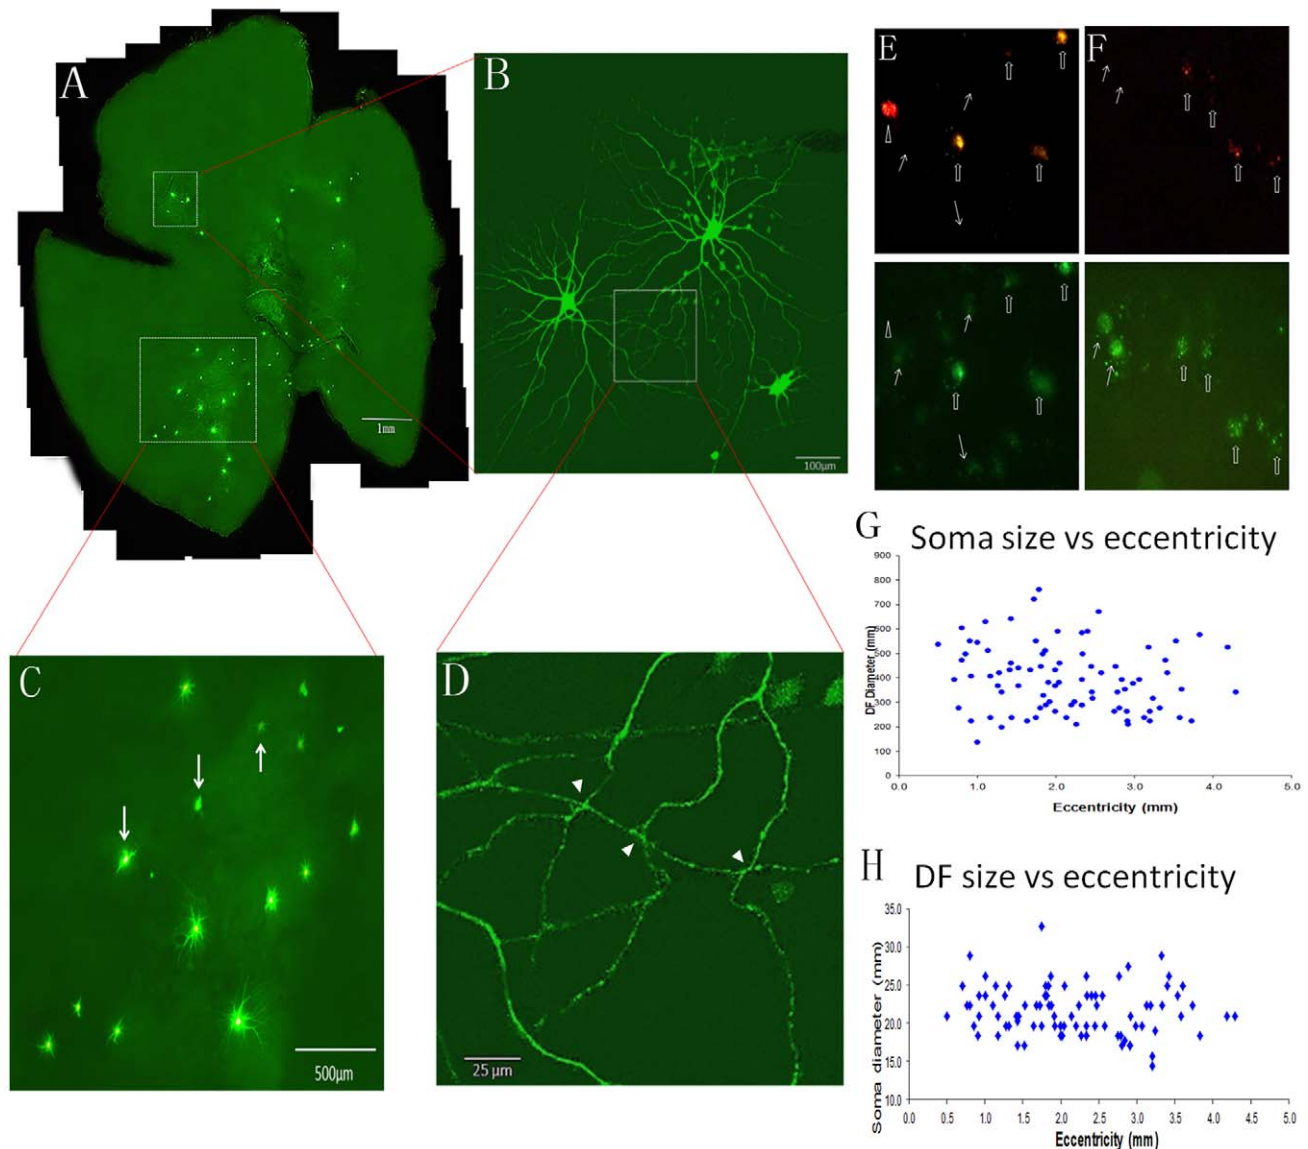 A
1mm
B
100µm
C
500µm
D
25 µm
E
F
G
Soma size vs eccentricity
DF Diameter (mm)
900
800
700
600
500
400
300
200
100
0
0.0 1.0 2.0 3.0 4.0 5.0
Eccentricity (mm)
H
DF size vs eccentricity
Soma diameter (mm)
35.0
30.0
25.0
20.0
15.0
10.0
0.0 0.5 1.0 1.5 2.0 2.5 3.0 3.5 4.0 4.5 5.0
Eccentricity (mm)